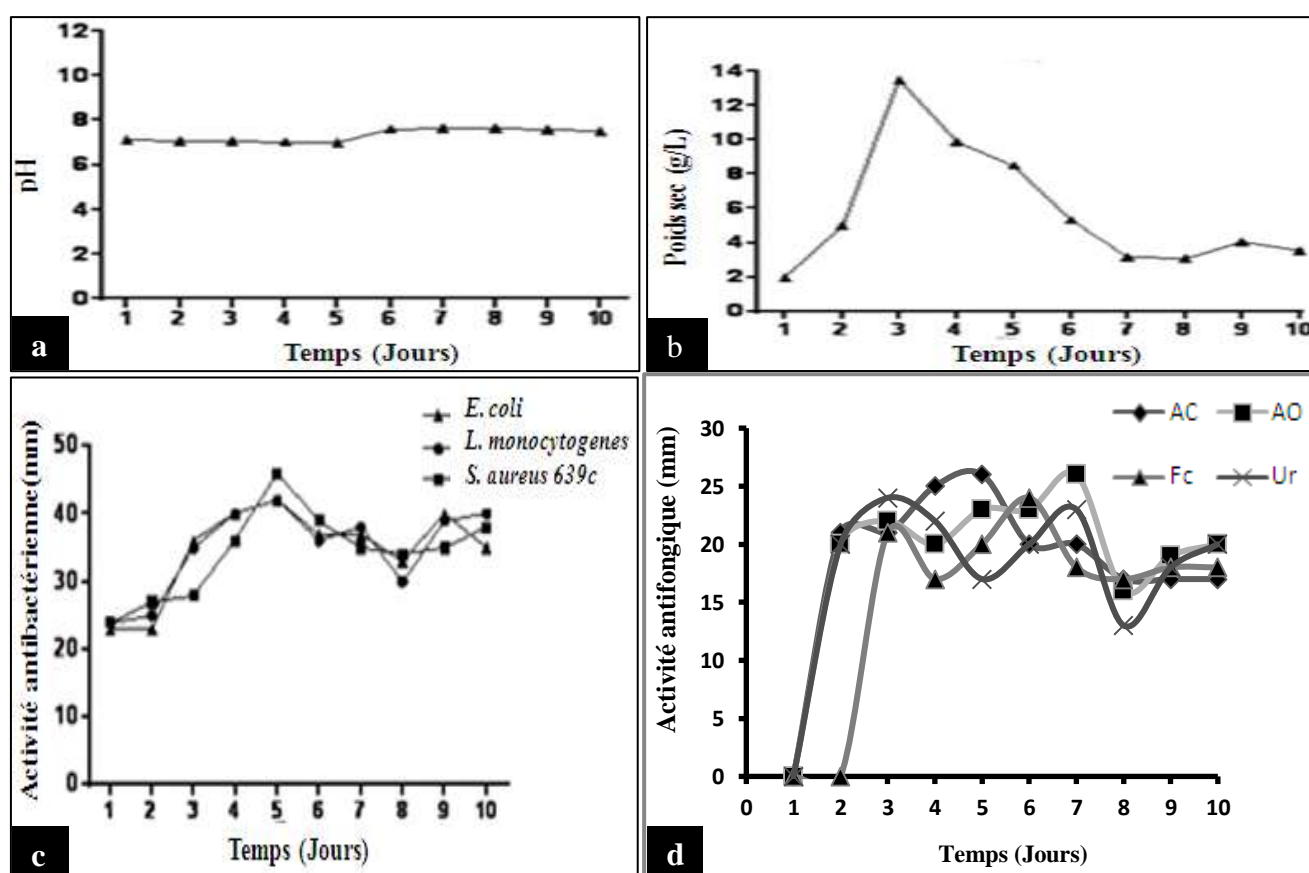 12
10
8
6
4
2
0
pH
1 2 3 4 5 6 7 8 9 10
Temps (Jours)
a
14
12
10
8
6
4
2
0
Poids sec (g/L)
1 2 3 4 5 6 7 8 9 10
Temps (Jours)
b
E. coli
L. monocytogenes
S. aureus 639c
50
40
30
20
10
0
Activité antibactérienne (mm)
1 2 3 4 5 6 7 8 9 10
Temps (Jours)
c
AC AO
Fc Ur
30
25
20
15
10
5
0
Activité antifongique (mm)
0 1 2 3 4 5 6 7 8 9 10
Temps (Jours)
d